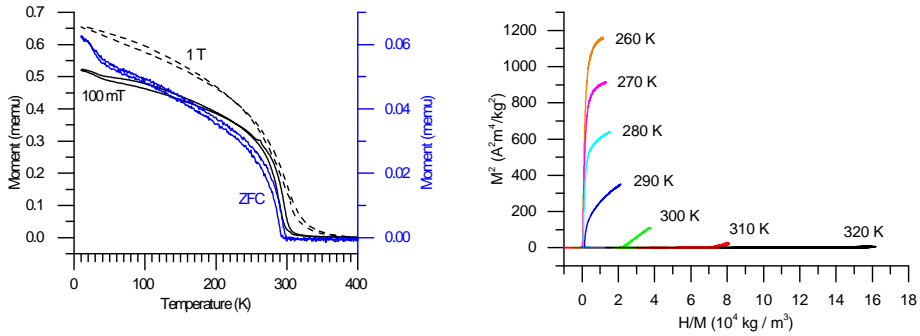 0.7
0.6
0.5
0.4
0.3
0.2
0.1
0.0
Moment (memu)
1 T
100 mT
ZFC
0.06
0.04
0.02
0.00
Moment (memu)
0 100 200 300 400
Temperature (K)
1200
1000
800
600
400
200
0
M² (A²m⁴/kg²)
260 K
270 K
280 K
290 K
300 K
310 K
320 K
0 2 4 6 8 10 12 14 16 18
H/M (10⁴ kg / m³)